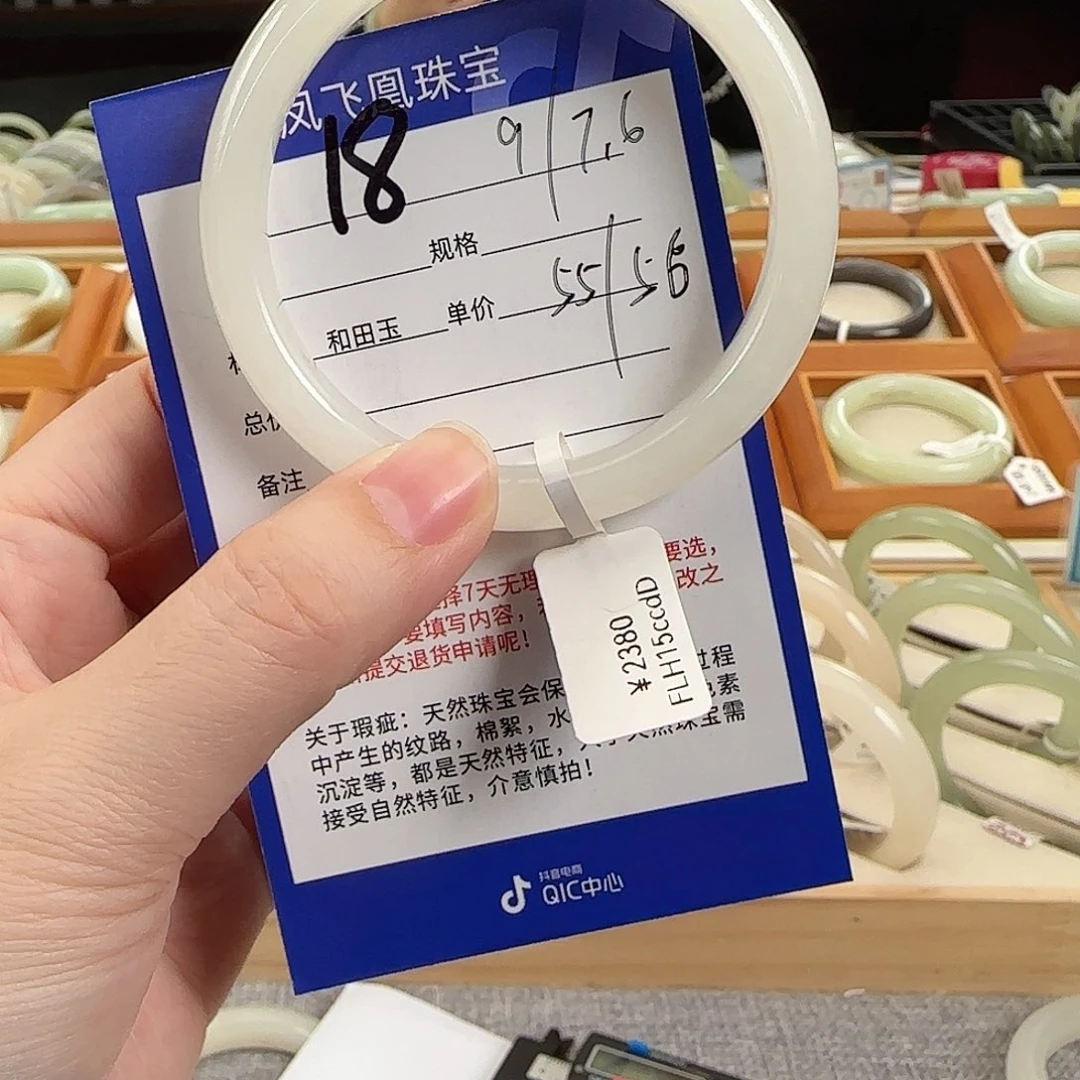 凤飞凰珠宝
18
9 | 7.6
规格
55 | 56
和田玉 单价
总价
备注
择7天无理 要选，
要填写内容， 改之
提交退货申请呢！
关于瑕疵：天然珠宝会保 过程
中产生的纹路，棉絮，水 素
沉淀等，都是天然特征， 天然珠宝需
接受自然特征，介意慎拍！
¥2380
FLH15ccdD
抖音电商
QIC中心